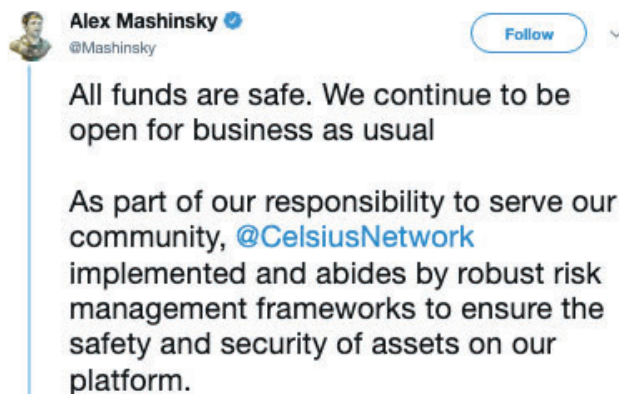 Alex Mashinsky
@Mashinsky
Follow
All funds are safe. We continue to be
open for business as usual
As part of our responsibility to serve our
community, @CelsiusNetwork
implemented and abides by robust risk
management frameworks to ensure the
safety and security of assets on our
platform.